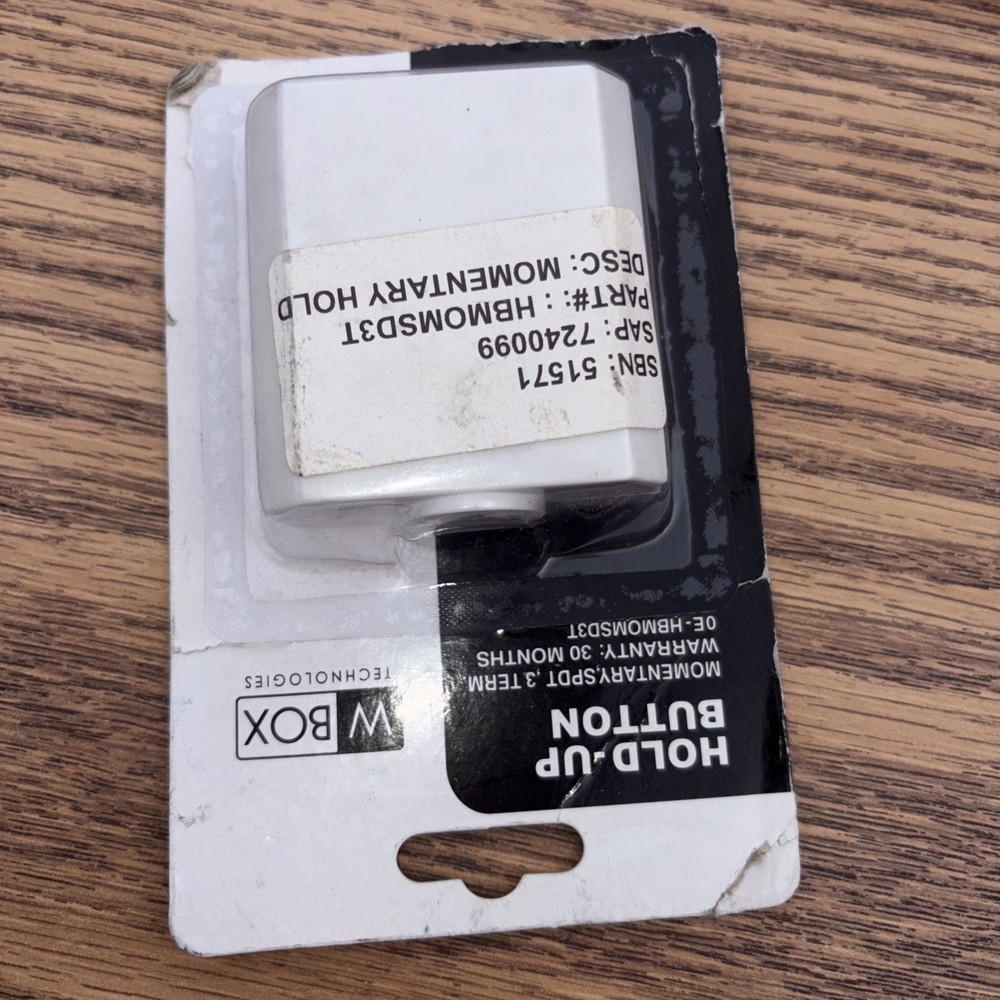 W BOX
TECHNOLOGIES
HOLD-UP
BUTTON
MOMENTARY,SPDT, 3 TERM
WARRANTY: 30 MONTHS
0E-HBMOMSD3T
SBN: 51571
SAP: 7240099
PART#: : HBMOMSD3T
DESC: MOMENTARY HOLD